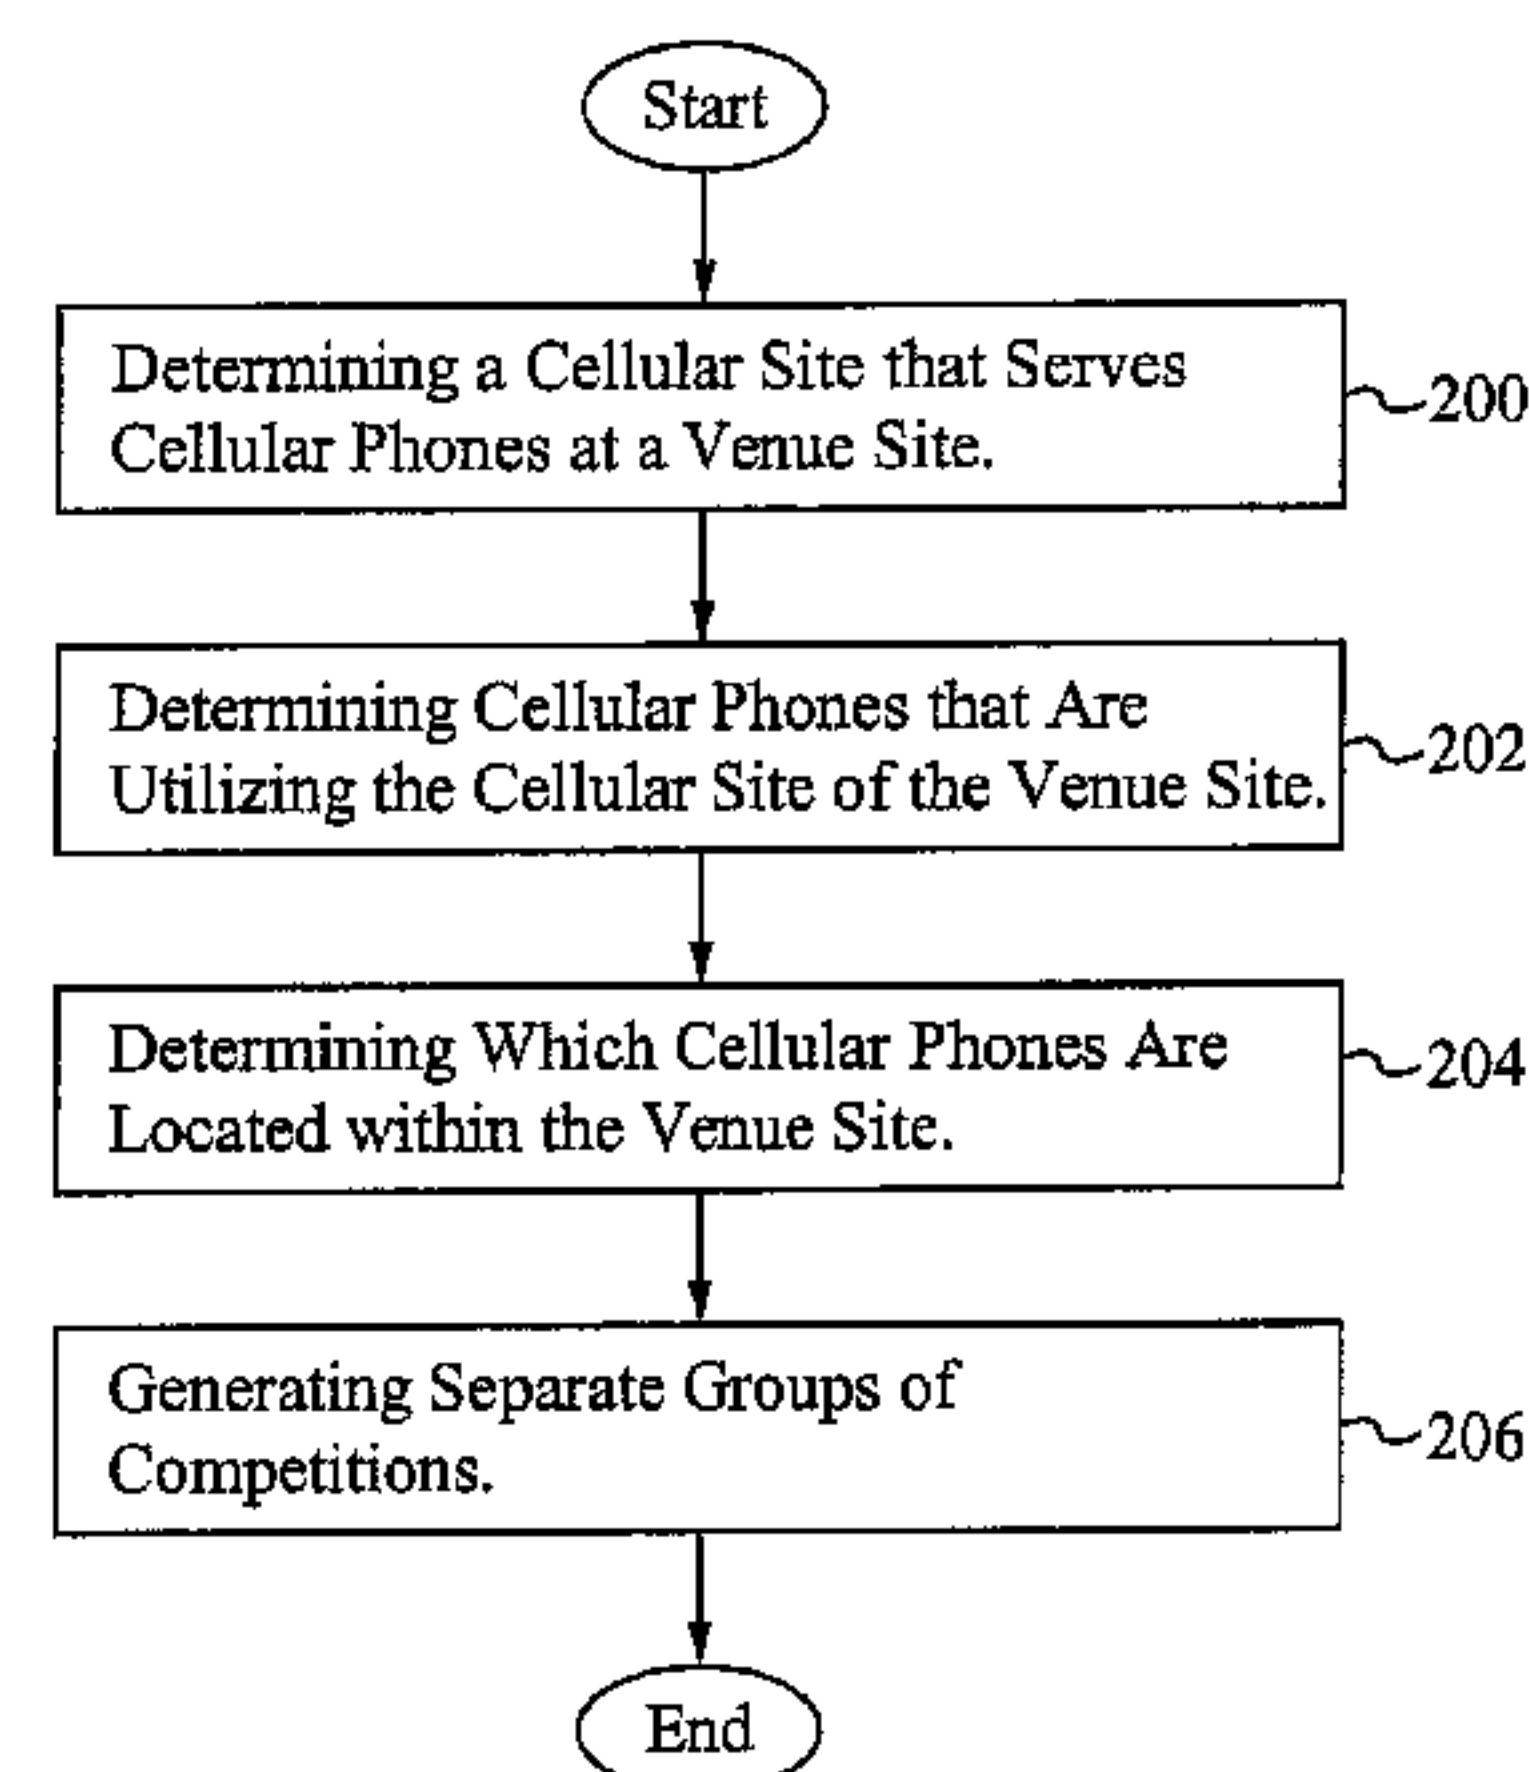 Start
Determining a Cellular Site that Serves
Cellular Phones at a Venue Site.
200
Determining Cellular Phones that Are
Utilizing the Cellular Site of the Venue Site.
202
Determining Which Cellular Phones Are
Located within the Venue Site.
204
Generating Separate Groups of
Competitions.
206
End